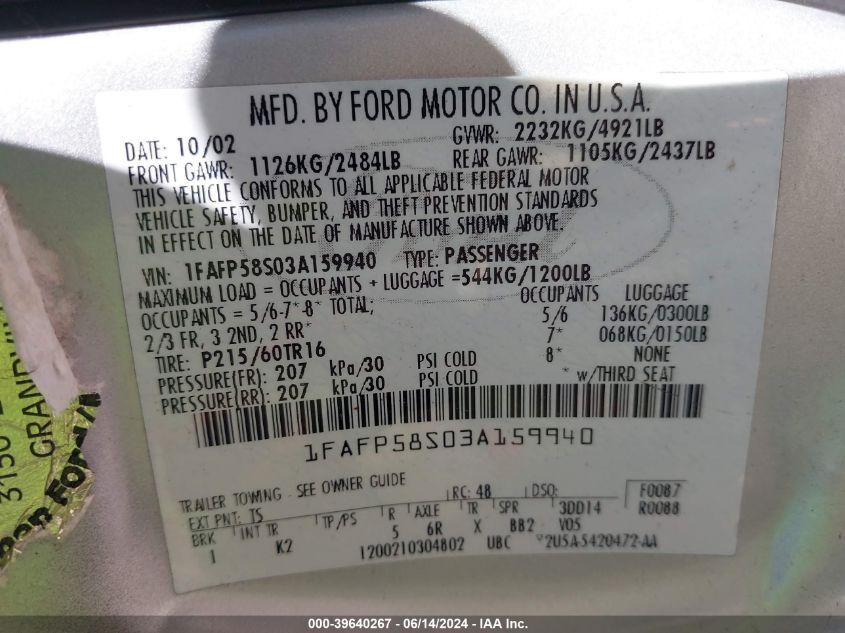 MFD. BY FORD MOTOR CO. IN U.S.A.
DATE: 10/02 GVWR: 2232KG/4921LB
FRONT GAWR: 1126KG/2484LB REAR GAWR: 1105KG/2437LB
THIS VEHICLE CONFORMS TO ALL APPLICABLE FEDERAL MOTOR
VEHICLE SAFETY, BUMPER, AND THEFT PREVENTION STANDARDS
IN EFFECT ON THE DATE OF MANUFACTURE SHOWN ABOVE.
VIN: 1FAFP58S03A159940 TYPE: PASSENGER
MAXIMUM LOAD = OCCUPANTS + LUGGAGE =544KG/1200LB
OCCUPANTS = 5/6-7*-8* TOTAL; OCCUPANTS LUGGAGE
2/3 FR, 3 2ND, 2 RR* 5/6 136KG/0300LB
TIRE: P215/60TR16 7* 068KG/0150LB
PRESSURE(FR): 207 kPa/30 PSI COLD 8* NONE
PRESSURE(RR): 207 kPa/30 PSI COLD * w/THIRD SEAT
1FAFP58S03A159940
TRAILER TOWING - SEE OWNER GUIDE RC: 48 DSO: F0087
EXT PNT: TS R0088
BRK INT TR TP/PS R AXLE TR SPR 3DD14
1 K2 5 6R X BB2 V05
1200210304802 UBC *2U5A-5420472-AA
3150
GRANDVI
FORD
000-39640267 - 06/14/2024 - IAA Inc.